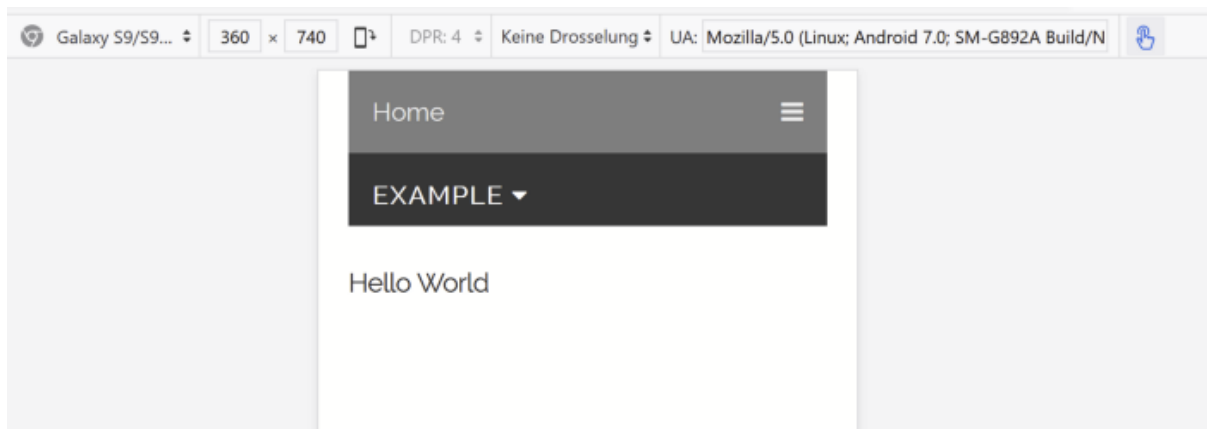 Galaxy S9/S9... 360 × 740 DPR: 4 Keine Drosselung UA: Mozilla/5.0 (Linux; Android 7.0; SM-G892A Build/N
Home
EXAMPLE
Hello World